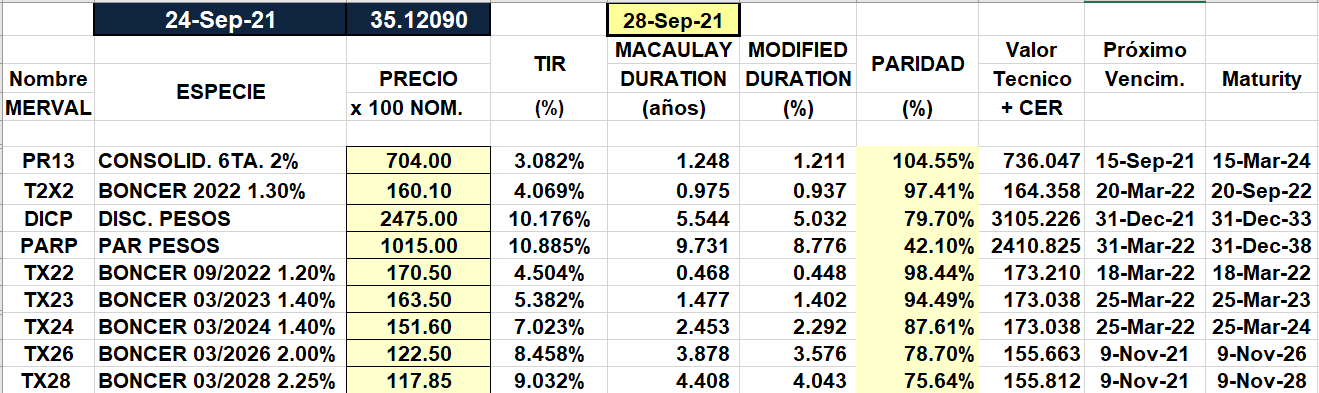 24-Sep-21 35.12090 28-Sep-21
MACAULAY MODIFIED Valor Próximo
TIR PARIDAD
Nombre PRECIO DURATION DURATION Tecnico Vencim. Maturity
ESPECIE
MERVAL x 100 NOM. (%) (años) (%) (%) + CER
PR13 CONSOLID. 6TA. 2% 704.00 3.082% 1.248 1.211 104.55% 736.047 15-Sep-21 15-Mar-24
T2X2 BONCER 2022 1.30% 160.10 4.069% 0.975 0.937 97.41% 164.358 20-Mar-22 20-Sep-22
DICP DISC. PESOS 2475.00 10.176% 5.544 5.032 79.70% 3105.226 31-Dec-21 31-Dec-33
PARP PAR PESOS 1015.00 10.885% 9.731 8.776 42.10% 2410.825 31-Mar-22 31-Dec-38
TX22 BONCER 09/2022 1.20% 170.50 4.504% 0.468 0.448 98.44% 173.210 18-Mar-22 18-Mar-22
TX23 BONCER 03/2023 1.40% 163.50 5.382% 1.477 1.402 94.49% 173.038 25-Mar-22 25-Mar-23
TX24 BONCER 03/2024 1.40% 151.60 7.023% 2.453 2.292 87.61% 173.038 25-Mar-22 25-Mar-24
TX26 BONCER 03/2026 2.00% 122.50 8.458% 3.878 3.576 78.70% 155.663 9-Nov-21 9-Nov-26
TX28 BONCER 03/2028 2.25% 117.85 9.032% 4.408 4.043 75.64% 155.812 9-Nov-21 9-Nov-28